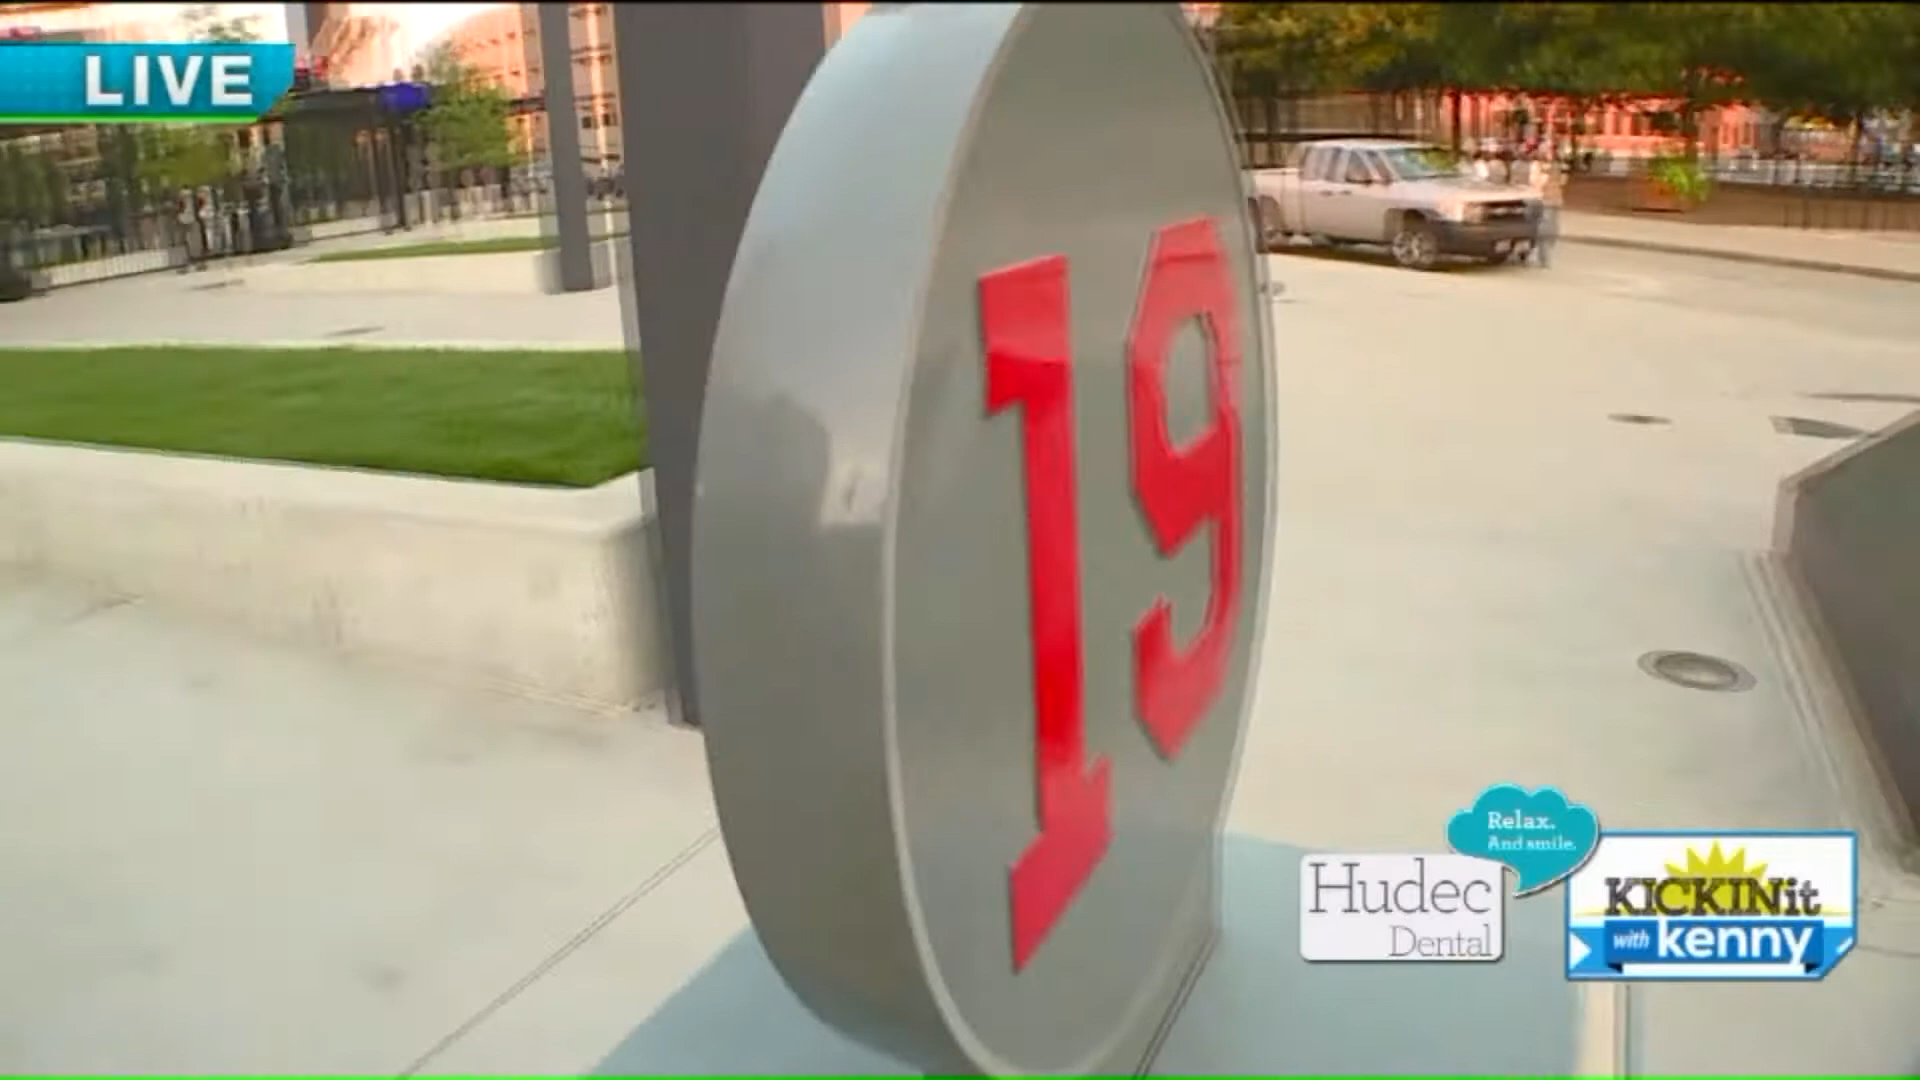 LIVE
19
Relax.
And smile.
Hudec
Dental
KICKINit
with kenny